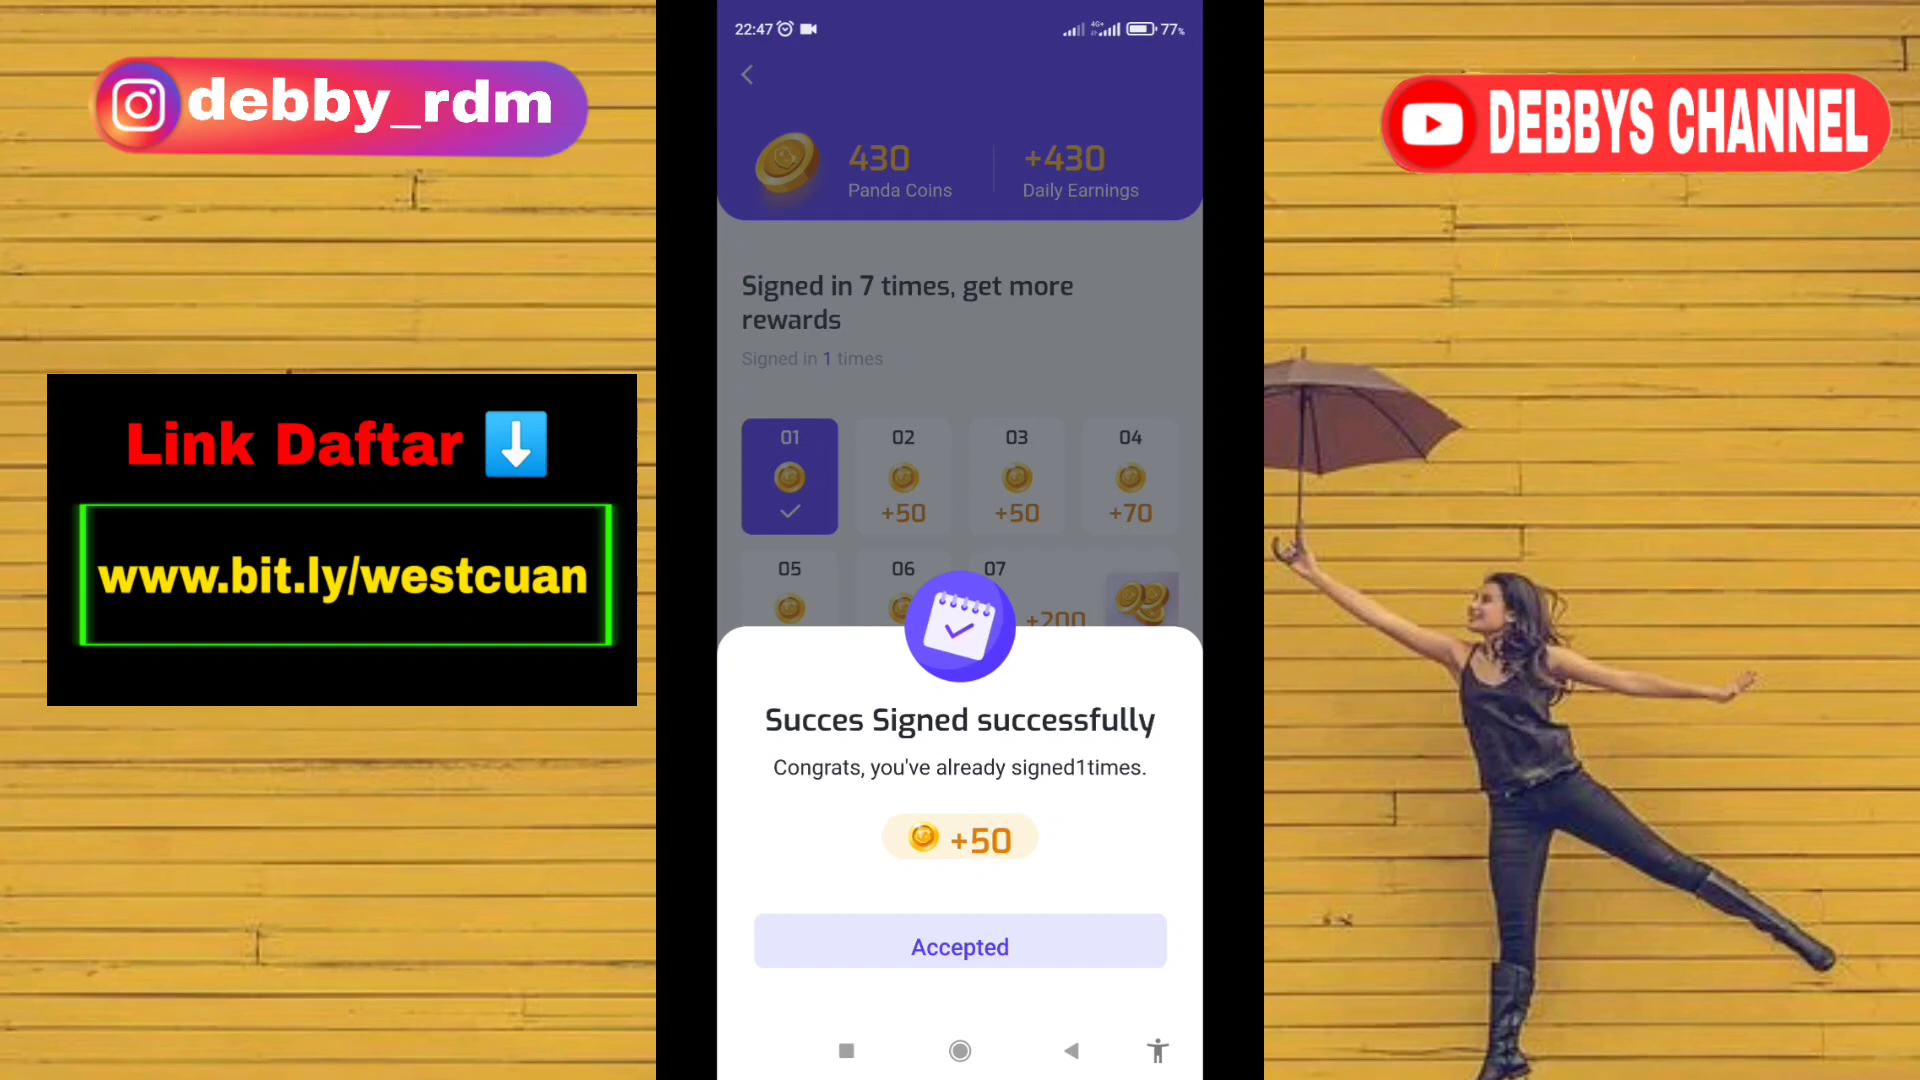 debby_rdm
DEBBYS CHANNEL
Link Daftar ⬇️
www.bit.ly/westcuan
22:47
4G+
77%
430
+430
Panda Coins
Daily Earnings
Signed in 7 times, get more
rewards
Signed in 1 times
01 02 03 04
+50 +50 +70
05 06 07
+200
Succes Signed successfully
Congrats, you've already signed1times.
+50
Accepted